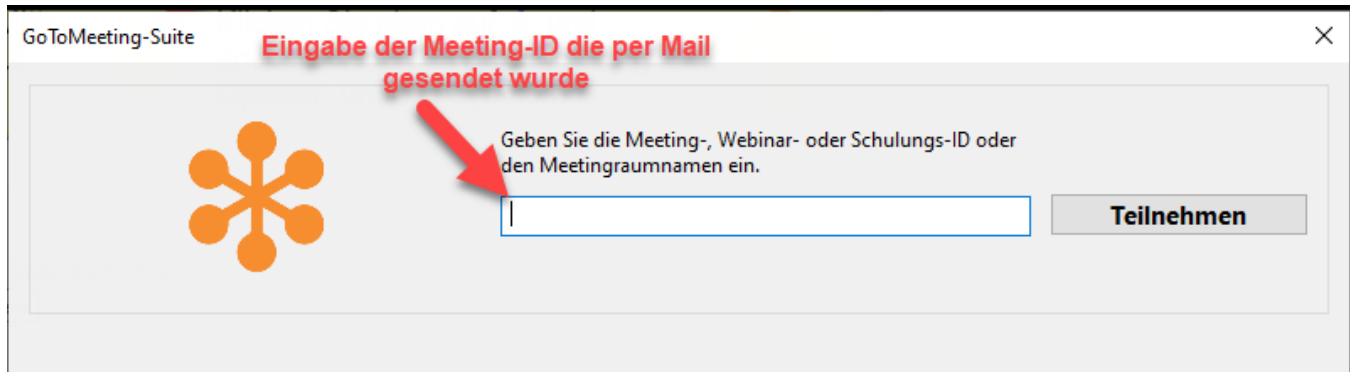 GoToMeeting-Suite
Eingabe der Meeting-ID die per Mail
gesendet wurde
Geben Sie die Meeting-, Webinar- oder Schulungs-ID oder
den Meetingraumnamen ein.
Teilnehmen